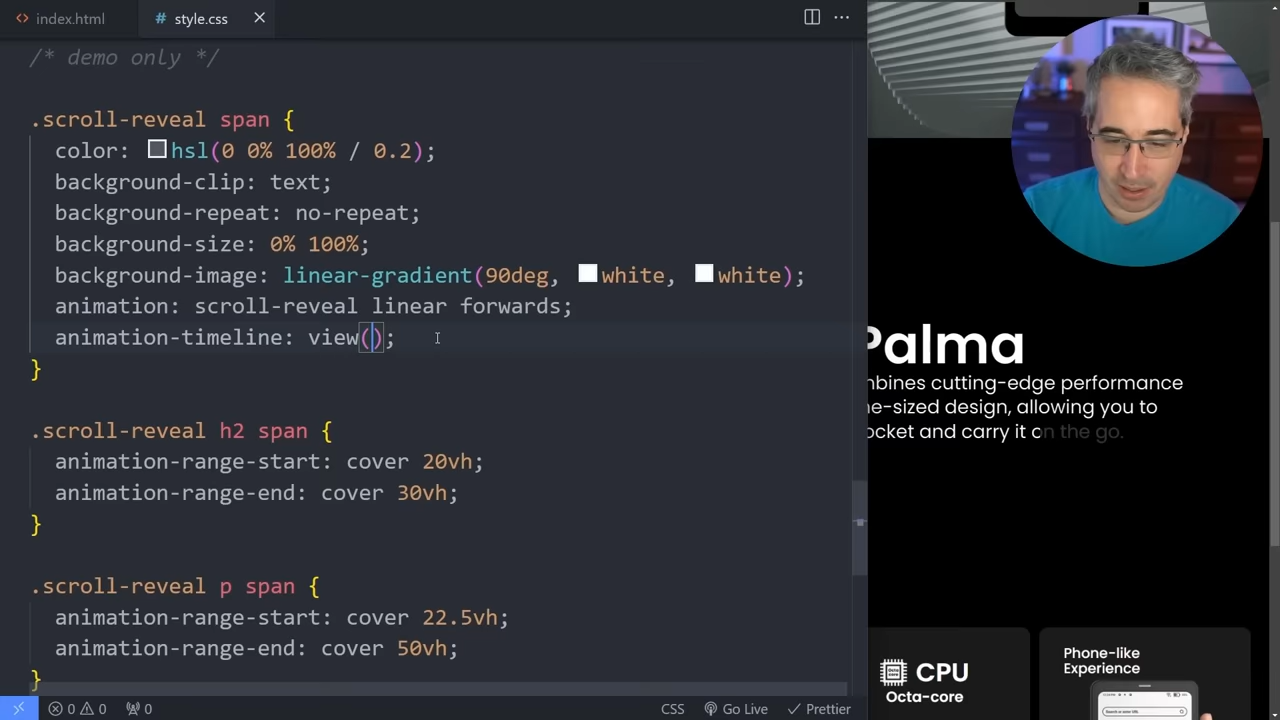 index.html
style.css
/* demo only */
.scroll-reveal span {
color: hsl(0 0% 100% / 0.2);
background-clip: text;
background-repeat: no-repeat;
background-size: 0% 100%;
background-image: linear-gradient(90deg, white, white);
animation: scroll-reveal linear forwards;
animation-timeline: view();
}
.scroll-reveal h2 span {
animation-range-start: cover 20vh;
animation-range-end: cover 30vh;
}
.scroll-reveal p span {
animation-range-start: cover 22.5vh;
animation-range-end: cover 50vh;
}
0 0 0
CSS
Go Live
Prettier
Palma
mbines cutting-edge performance
ne-sized design, allowing you to
ocket and carry it on the go.
CPU
Octa-core
Phone-like
Experience